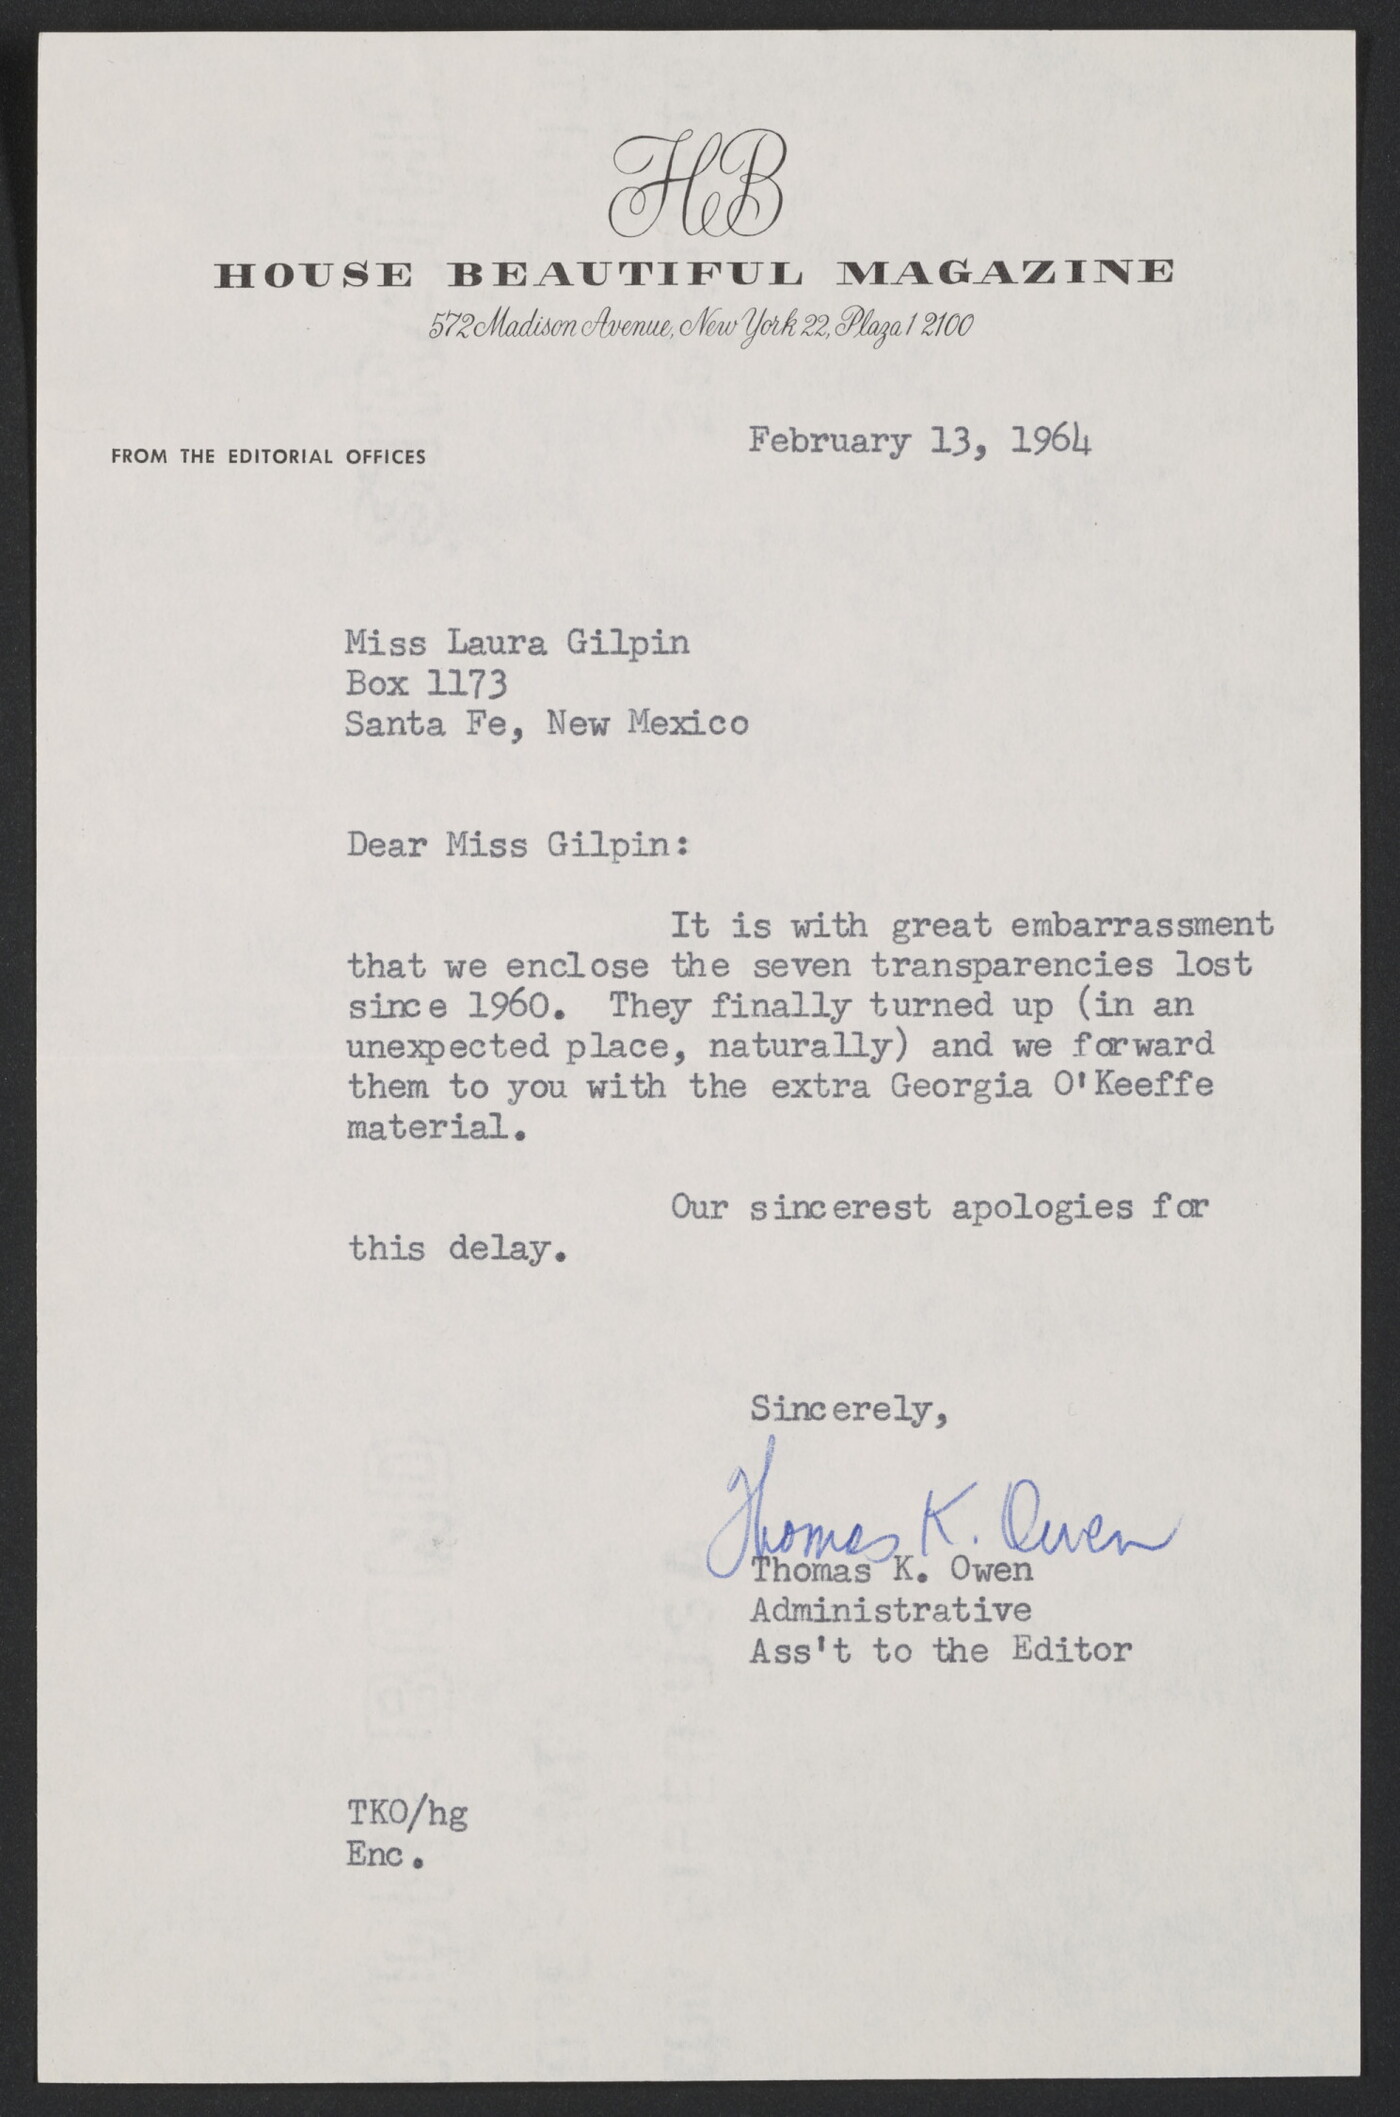 HB
HOUSE BEAUTIFUL MAGAZINE
572 Madison Avenue, New York 22, Plaza 1 2100
FROM THE EDITORIAL OFFICES
February 13, 1964
Miss Laura Gilpin
Box 1173
Santa Fe, New Mexico
Dear Miss Gilpin:
It is with great embarrassment
that we enclose the seven transparencies lost
since 1960. They finally turned up (in an
unexpected place, naturally) and we forward
them to you with the extra Georgia O'Keeffe
material.
Our sincerest apologies for
this delay.
Sincerely,
Thomas K. Owen
Thomas K. Owen
Administrative
Ass't to the Editor
TKO/hg
Enc.